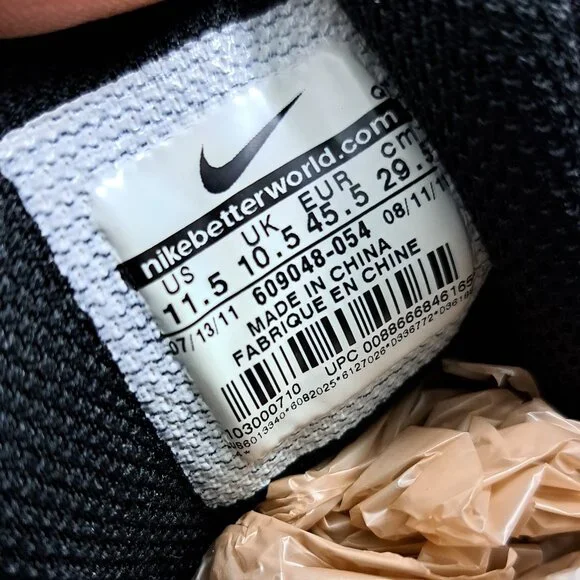 nikebetterworld.com
US UK EUR cm
11.5 10.5 45.5 29.5
609048-054
07/13/11 08/11/11
MADE IN CHINA
FABRIQUE EN CHINE
UPC 0088666846165
103000710